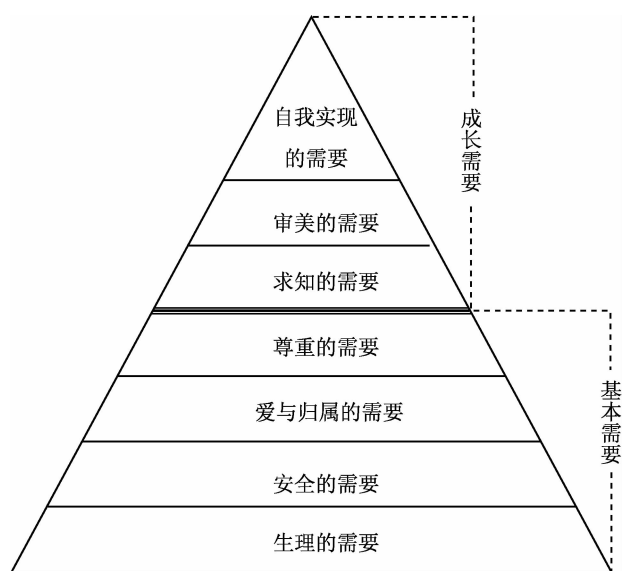 自我实现
的需要
审美的需要
求知的需要
尊重的需要
爱与归属的需要
安全的需要
生理的需要
成长需要
基本需要